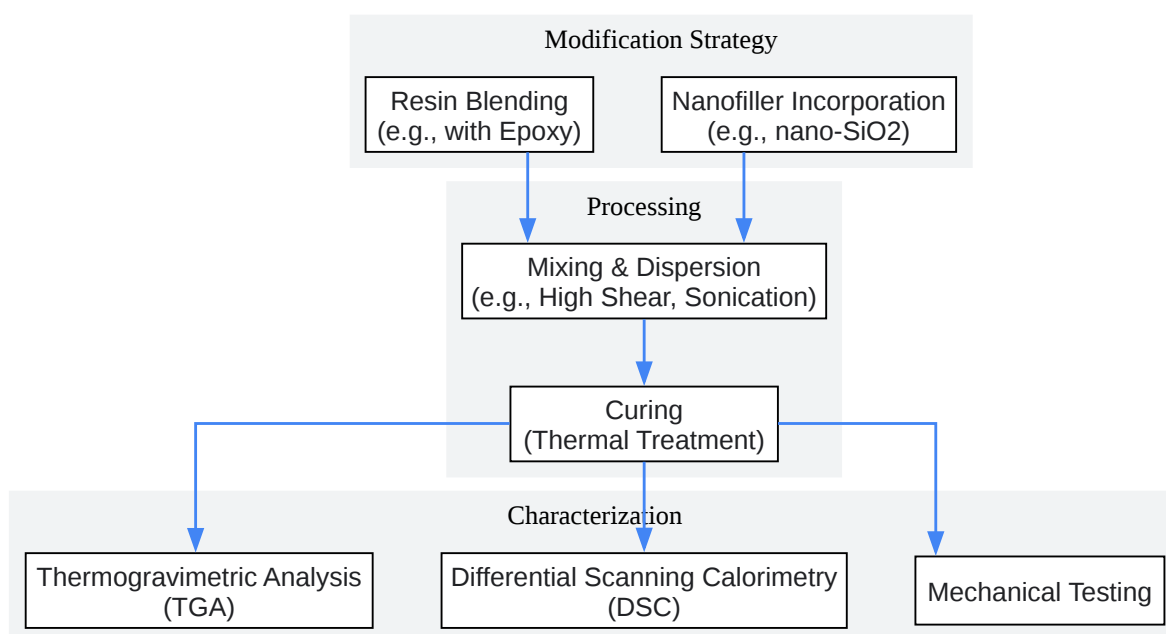 Modification Strategy
Resin Blending
(e.g., with Epoxy)
Nanofiller Incorporation
(e.g., nano-SiO2)
Processing
Mixing & Dispersion
(e.g., High Shear, Sonication)
Curing
(Thermal Treatment)
Characterization
Thermogravimetric Analysis
(TGA)
Differential Scanning Calorimetry
(DSC)
Mechanical Testing